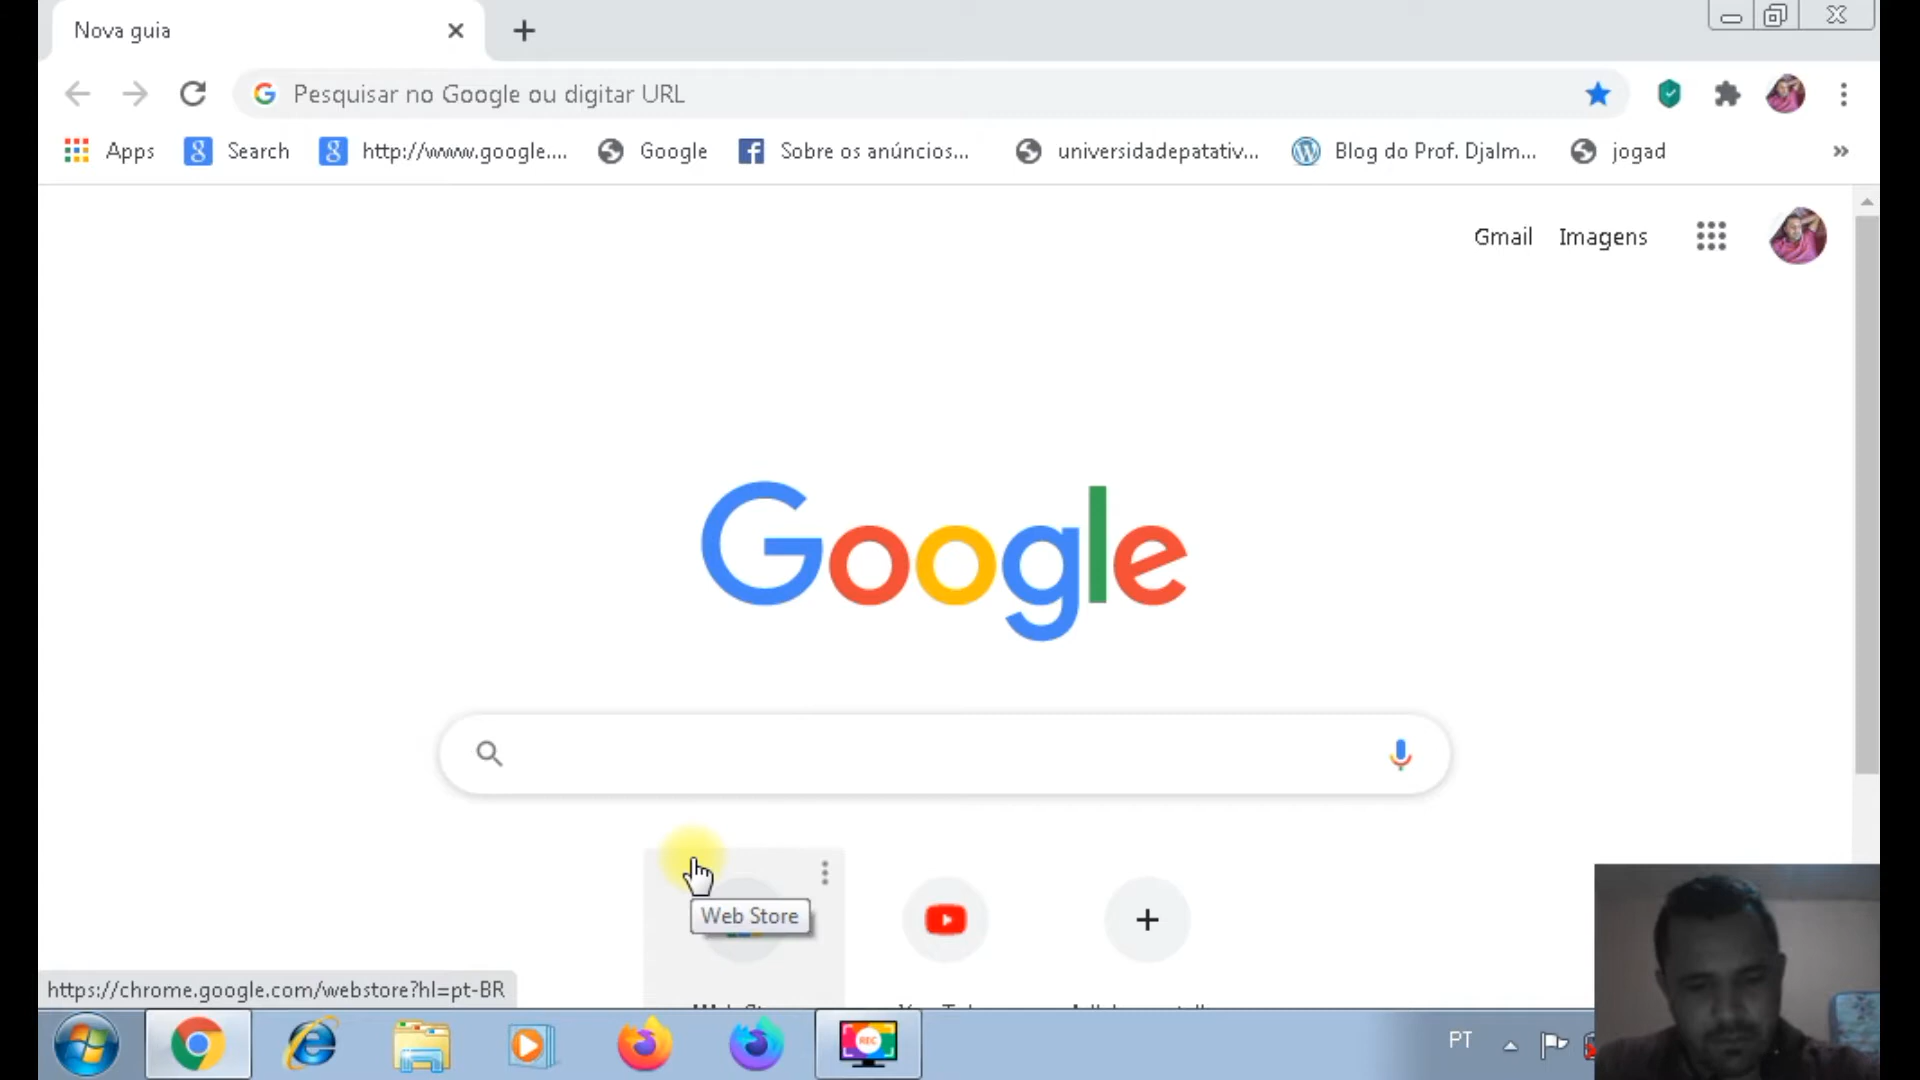 Nova guia
Pesquisar no Google ou digitar URL
Apps Search http://www.google.... Google Sobre os anúncios... universidadepatativ... Blog do Prof. Djalm... jogad »
Gmail Imagens
Google
Web Store
https://chrome.google.com/webstore?hl=pt-BR
REC
PT